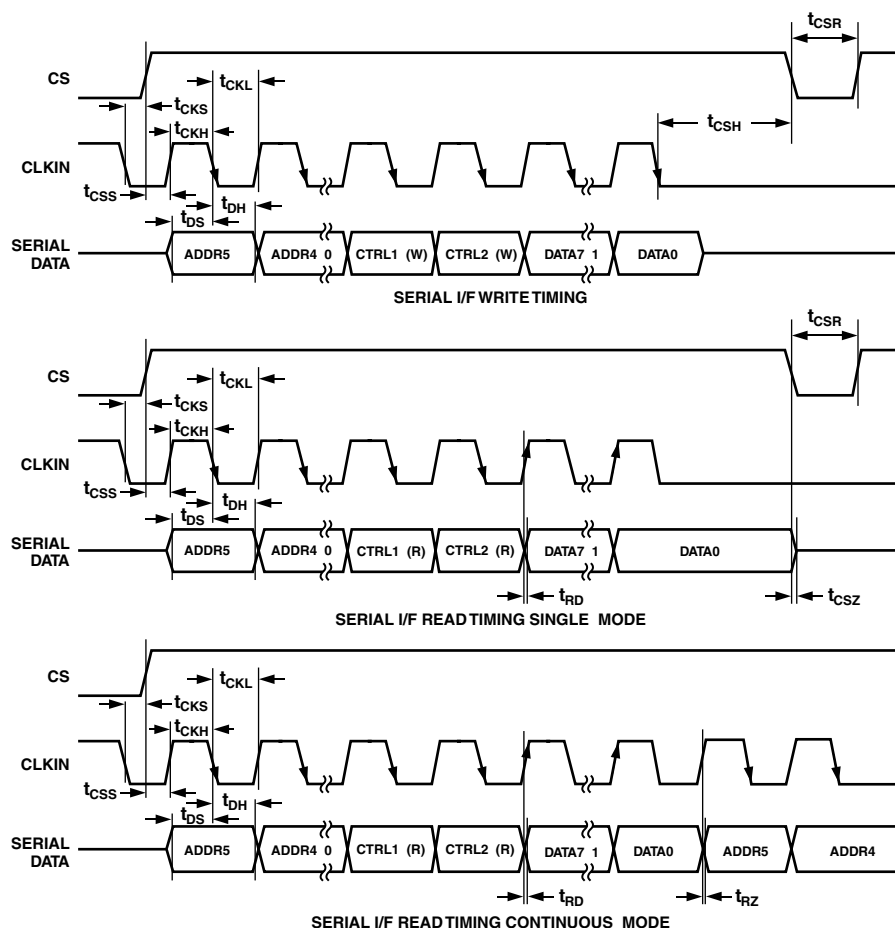 tCSR
CS
tCKL
tCKS
tCKH
tCSH
CLKIN
tCSS
tDH
tDS
SERIAL DATA
ADDR5 ADDR4 0 CTRL1 (W) CTRL2 (W) DATA7 1 DATA0
SERIAL I/F WRITE TIMING
tCSR
CS
tCKL
tCKS
tCKH
CLKIN
tCSS
tDH
tDS
SERIAL DATA
ADDR5 ADDR4 0 CTRL1 (R) CTRL2 (R) DATA7 1 DATA0
tRD
tCSZ
SERIAL I/F READ TIMING SINGLE MODE
CS
tCKL
tCKS
tCKH
CLKIN
tCSS
tDH
tDS
SERIAL DATA
ADDR5 ADDR4 0 CTRL1 (R) CTRL2 (R) DATA7 1 DATA0 ADDR5 ADDR4
tRD
tRZ
SERIAL I/F READ TIMING CONTINUOUS MODE